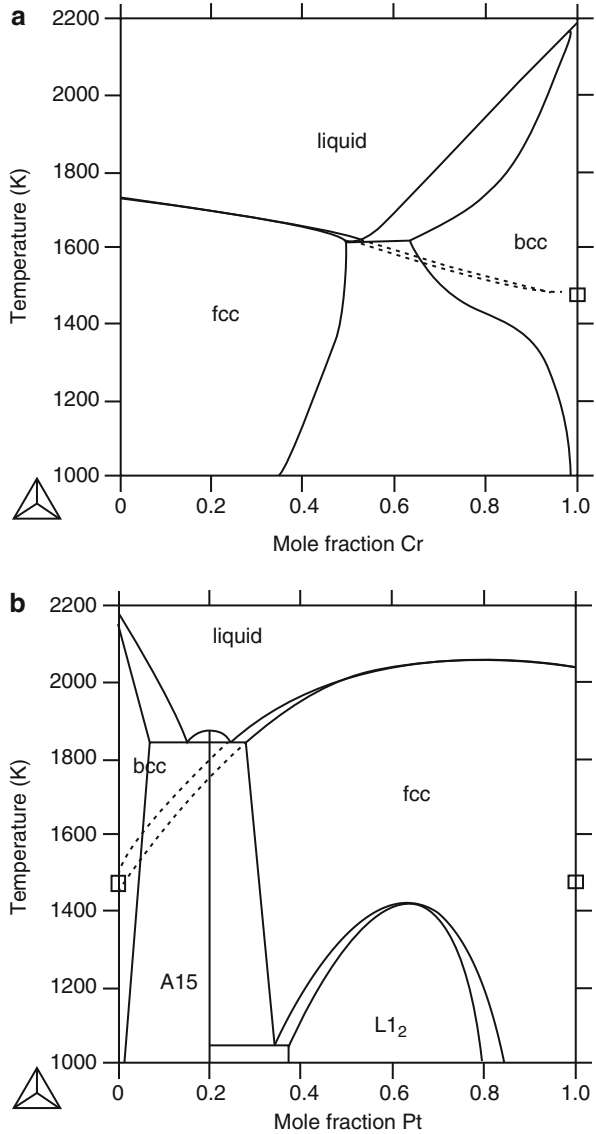 a
2200
2000
1800
1600
1400
1200
1000
Temperature (K)
liquid
bcc
fcc
0
0.2
0.4
0.6
0.8
1.0
Mole fraction Cr
b
2200
2000
1800
1600
1400
1200
1000
Temperature (K)
liquid
bcc
fcc
A15
L1₂
0
0.2
0.4
0.6
0.8
1.0
Mole fraction Pt